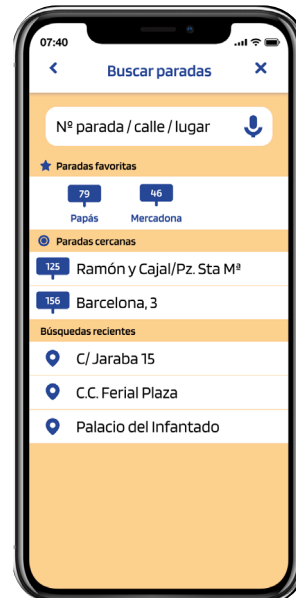 07:40
Buscar paradas
Nº parada / calle / lugar
Paradas favoritas
79 46
Papás Mercadona
Paradas cercanas
125 Ramón y Cajal/Pz. Sta Mª
156 Barcelona, 3
Búsquedas recientes
C/ Jaraba 15
C.C. Ferial Plaza
Palacio del Infantado